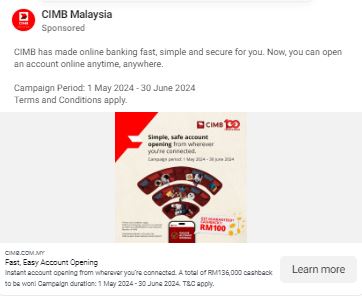 CIMB Malaysia
Sponsored
CIMB has made online banking fast, simple and secure for you. Now, you can open
an account online anytime, anywhere.
Campaign Period: 1 May 2024 - 30 June 2024
Terms and Conditions apply.
CIMB 100
Simple, safe account
opening from wherever
you're connected.
Campaign period: 1 May 2024 - 30 June 2024
GET GUARANTEED
CASHBACK
RM100
CIMB.COM.MY
Fast, Easy Account Opening
Instant account opening from wherever you're connected. A total of RM136,000 cashback
to be won! Campaign duration: 1 May 2024 - 30 June 2024. T&C apply.
Learn more